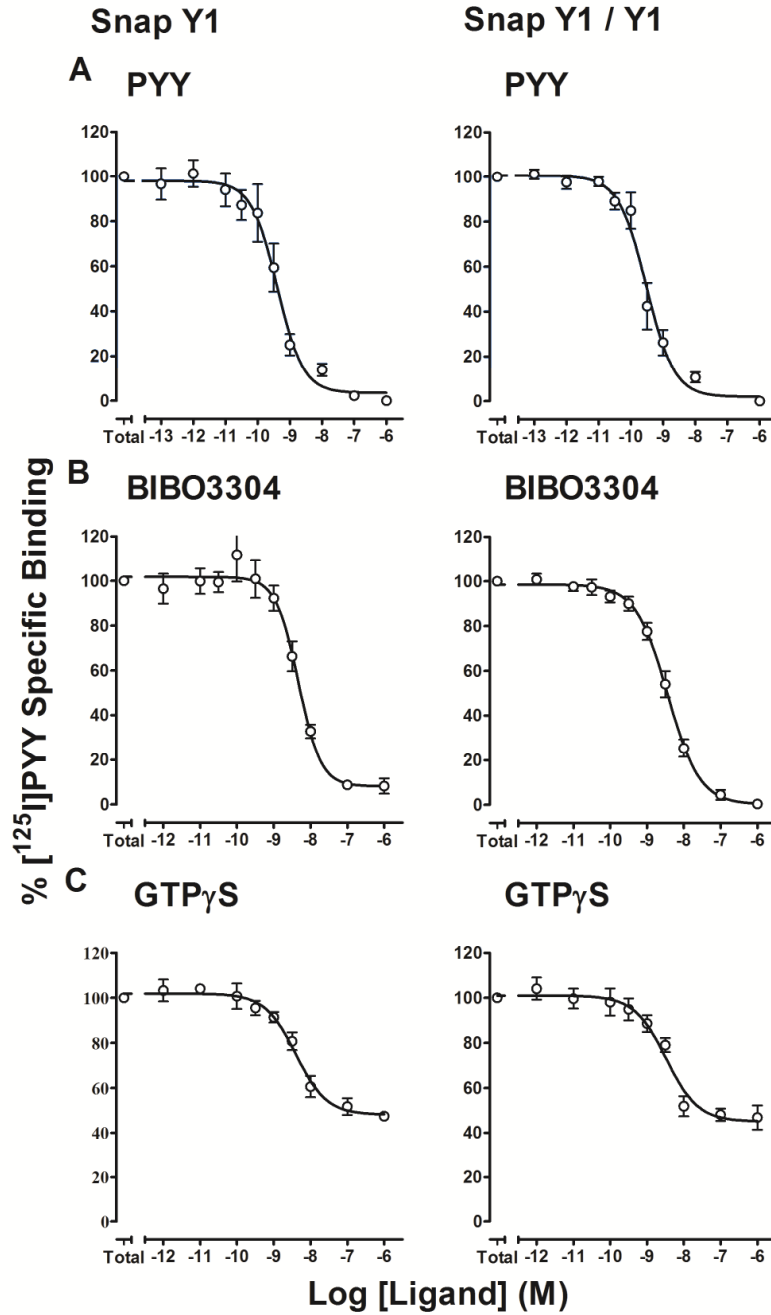 Snap Y1 Snap Y1 / Y1
A PYY PYY
120 120
100 100
80 80
60 60
40 40
20 20
0 0
Total -13 -12 -11 -10 -9 -8 -7 -6 Total -13 -12 -11 -10 -9 -8 -7 -6
B BIBO3304 BIBO3304
120 120
100 100
80 80
60 60
40 40
20 20
0 0
Total -12 -11 -10 -9 -8 -7 -6 Total -12 -11 -10 -9 -8 -7 -6
C GTPγS GTPγS
120 120
100 100
80 80
60 60
40 40
20 20
0 0
Total -12 -11 -10 -9 -8 -7 -6 Total -12 -11 -10 -9 -8 -7 -6
% [¹²⁵I]PYY Specific Binding
Log [Ligand] (M)